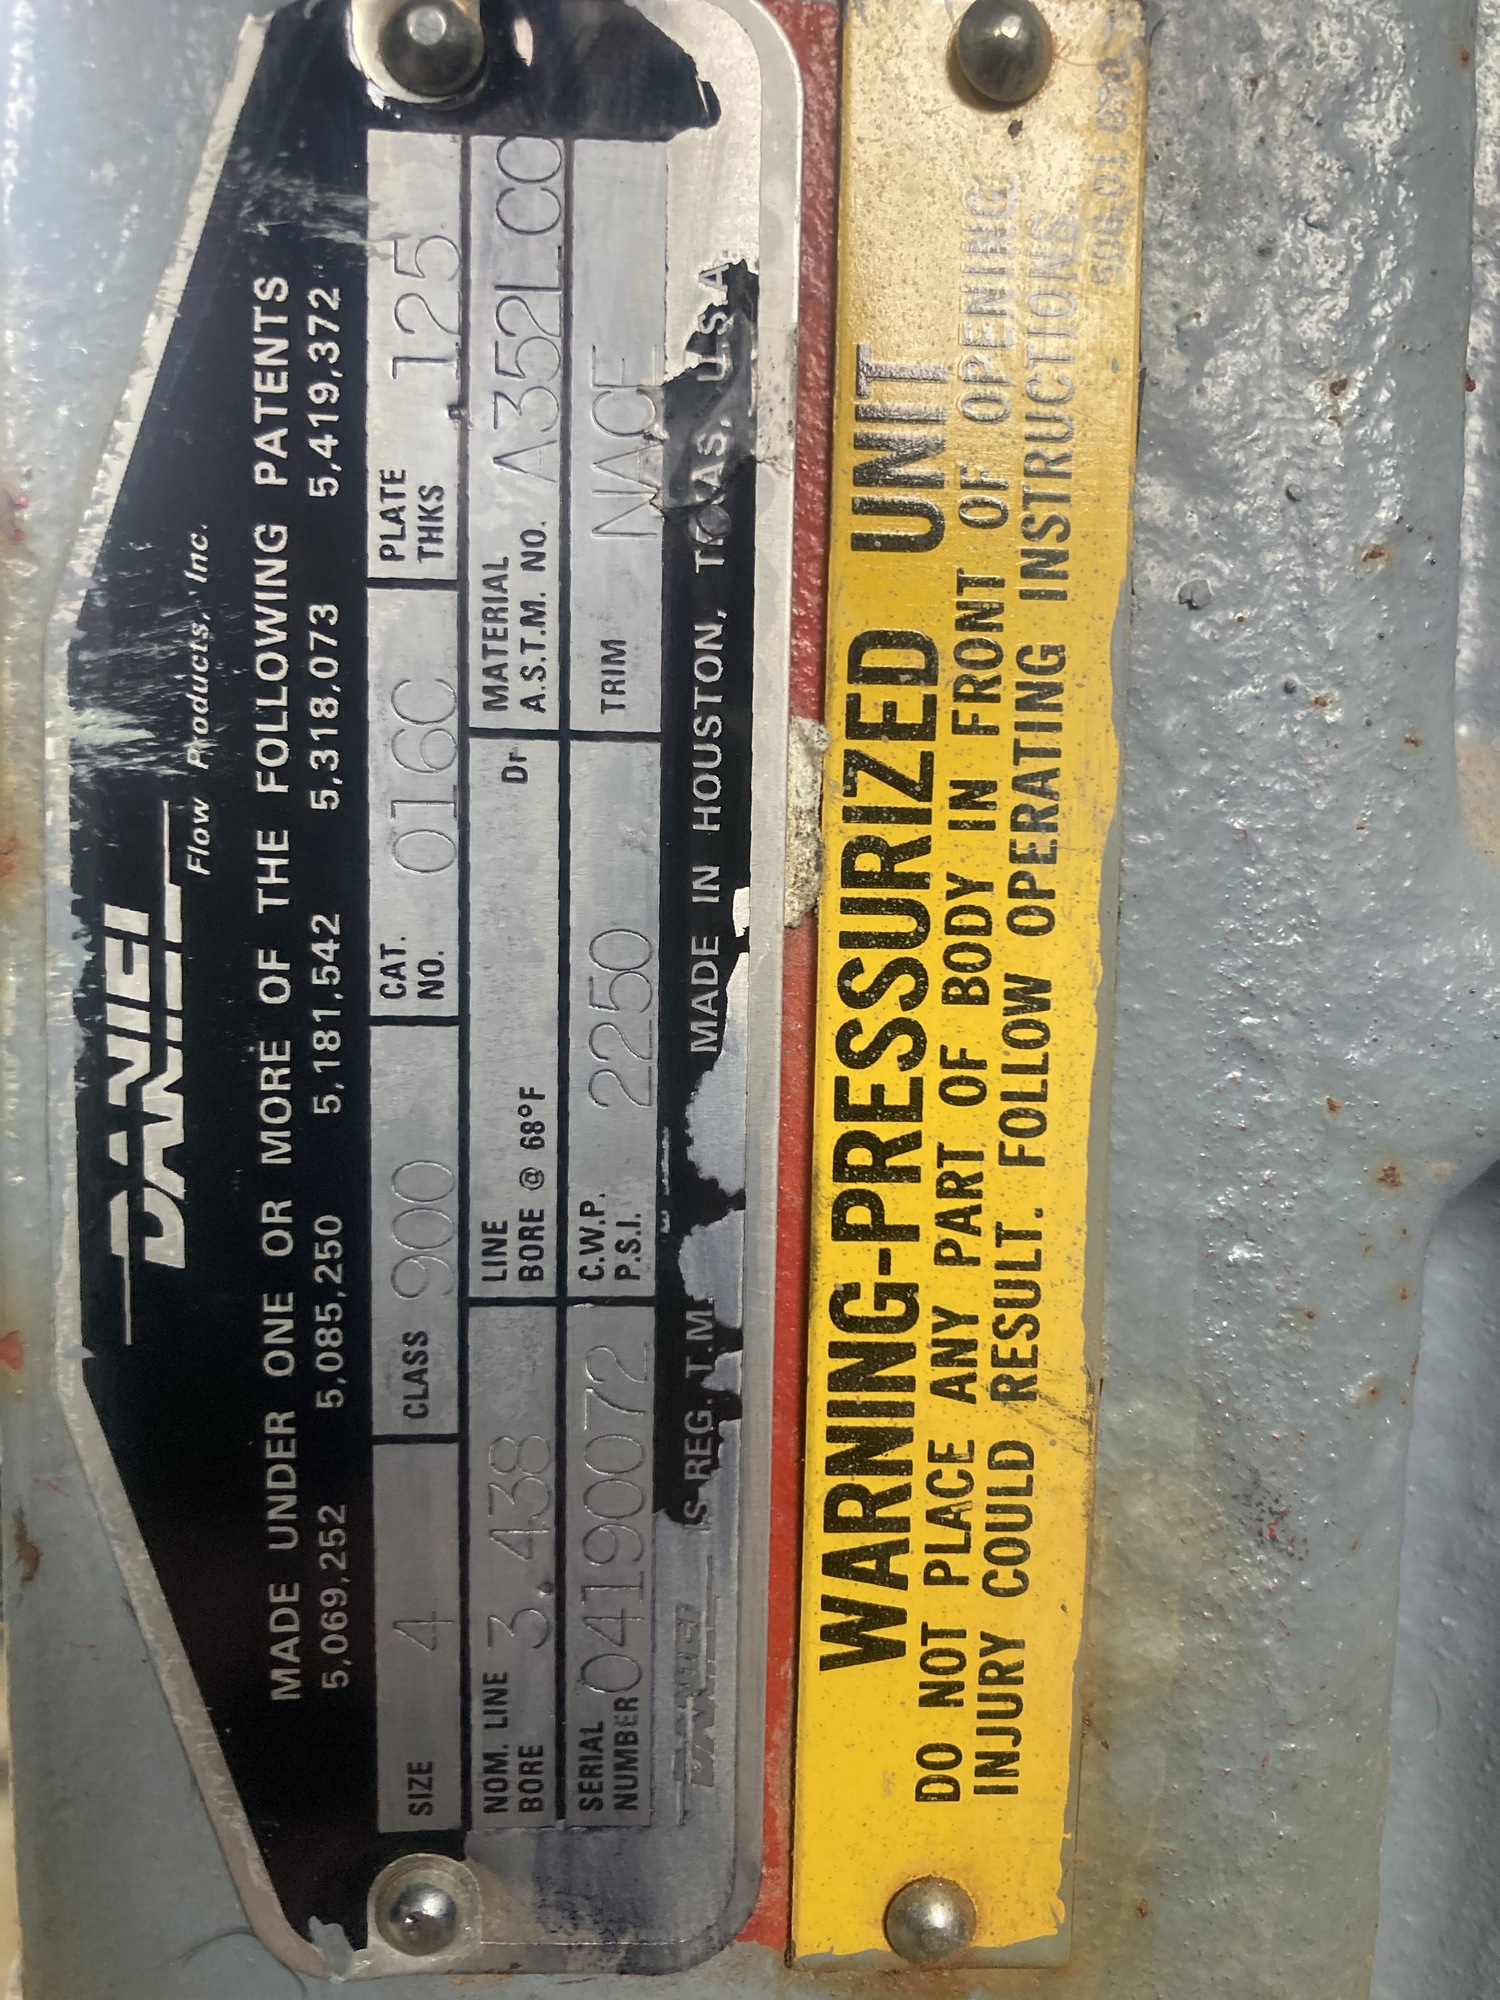 DANIEL
Flow Products, Inc.
MADE UNDER ONE OR MORE OF THE FOLLOWING PATENTS
5,069,252 5,085,250 5,181,542 5,318,073 5,419,372
SIZE 4 CLASS 900 CAT. NO. 016C PLATE THKS 125
NOM. LINE BORE 3.438 LINE BORE @ 68°F Dr MATERIAL A.S.T.M. NO. A352LCC
SERIAL NUMBER 04190072 C.W.P. P.S.I. 2250 TRIM NACE
DANIEL IS REG. T.M. MADE IN HOUSTON, TEXAS, U.S.A.
WARNING-PRESSURIZED UNIT
DO NOT PLACE ANY PART OF BODY IN FRONT OF OPENING
INJURY COULD RESULT. FOLLOW OPERATING INSTRUCTIONS.